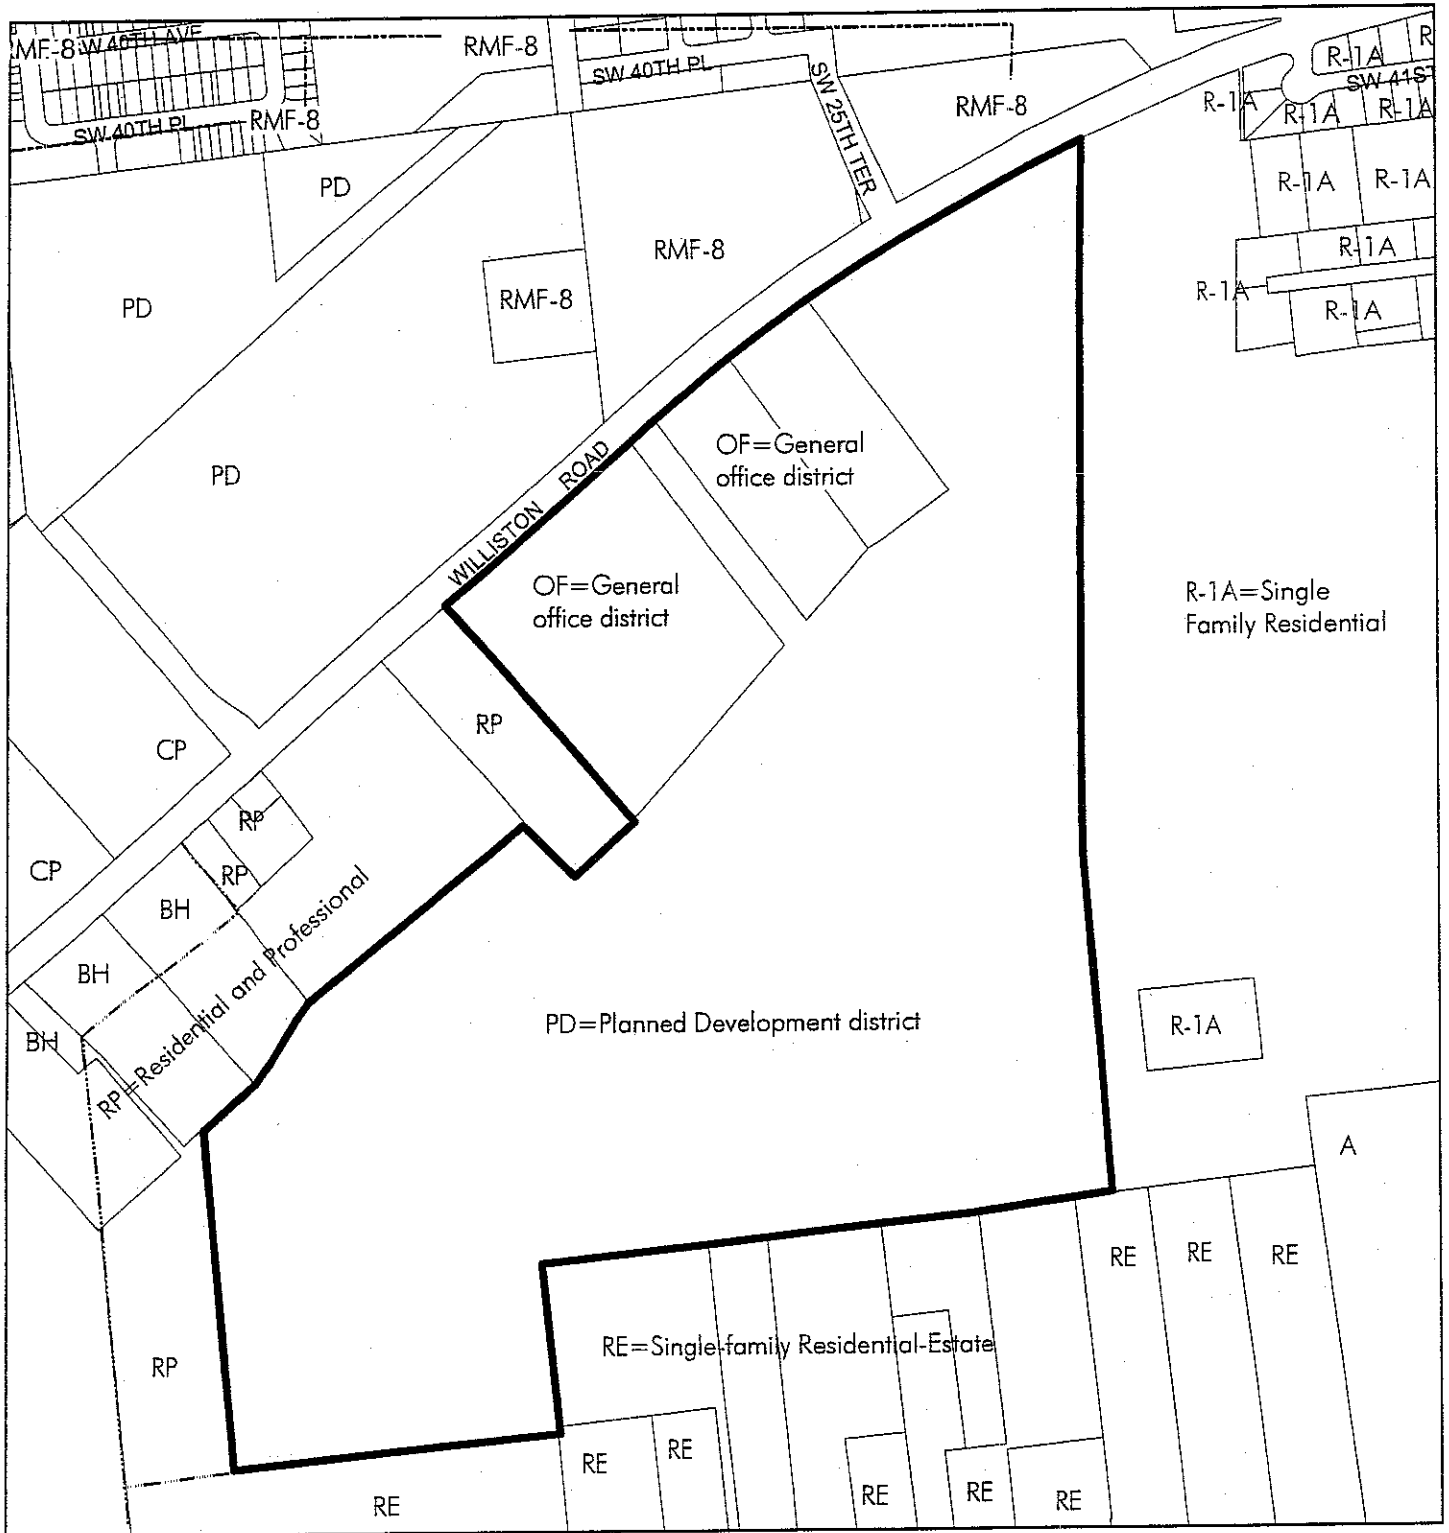 SW 40TH AVE
RMF-8
RMF-8
R-1A
SW 40TH PL
SW 41ST
SW 25TH TER
RMF-8
R-1A
R-1A
R-1A
SW 40TH PL
RMF-8
PD
R-1A
R-1A
RMF-8
R-1A
R-1A
RMF-8
PD
R-1A
OF=General
office district
PD
WILLISTON ROAD
OF=General
office district
R-1A=Single
Family Residential
RP
CP
RP
CP
RP
BH
BH
BH
RP=Residential and Professional
PD=Planned Development district
R-1A
A
RE
RE
RE
RE=Single-family Residential-Estate
RP
RE
RE
RE
RE
RE
RE